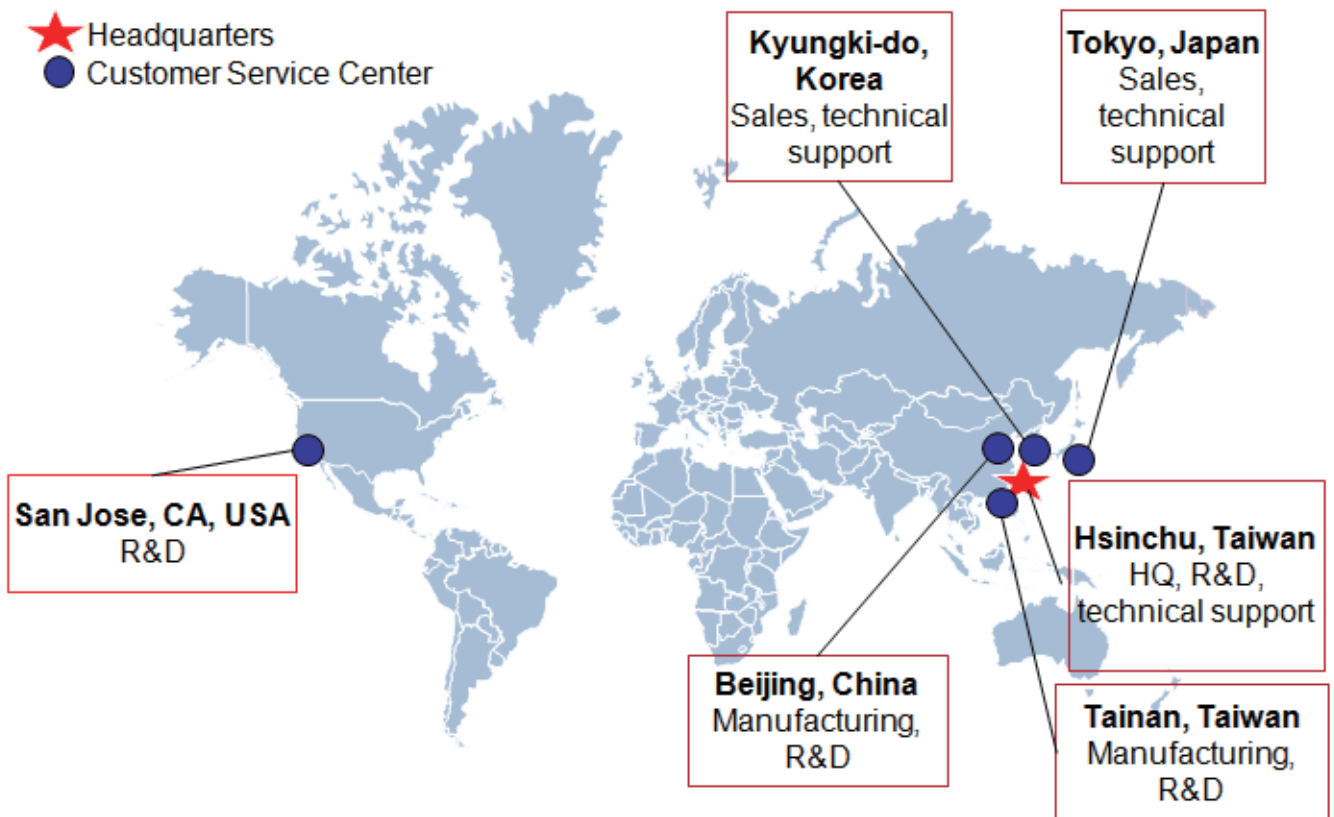 Headquarters
Customer Service Center
Kyungki-do,
Korea
Sales, technical
support
Tokyo, Japan
Sales,
technical
support
San Jose, CA, USA
R&D
Hsinchu, Taiwan
HQ, R&D,
technical support
Beijing, China
Manufacturing,
R&D
Tainan, Taiwan
Manufacturing,
R&D